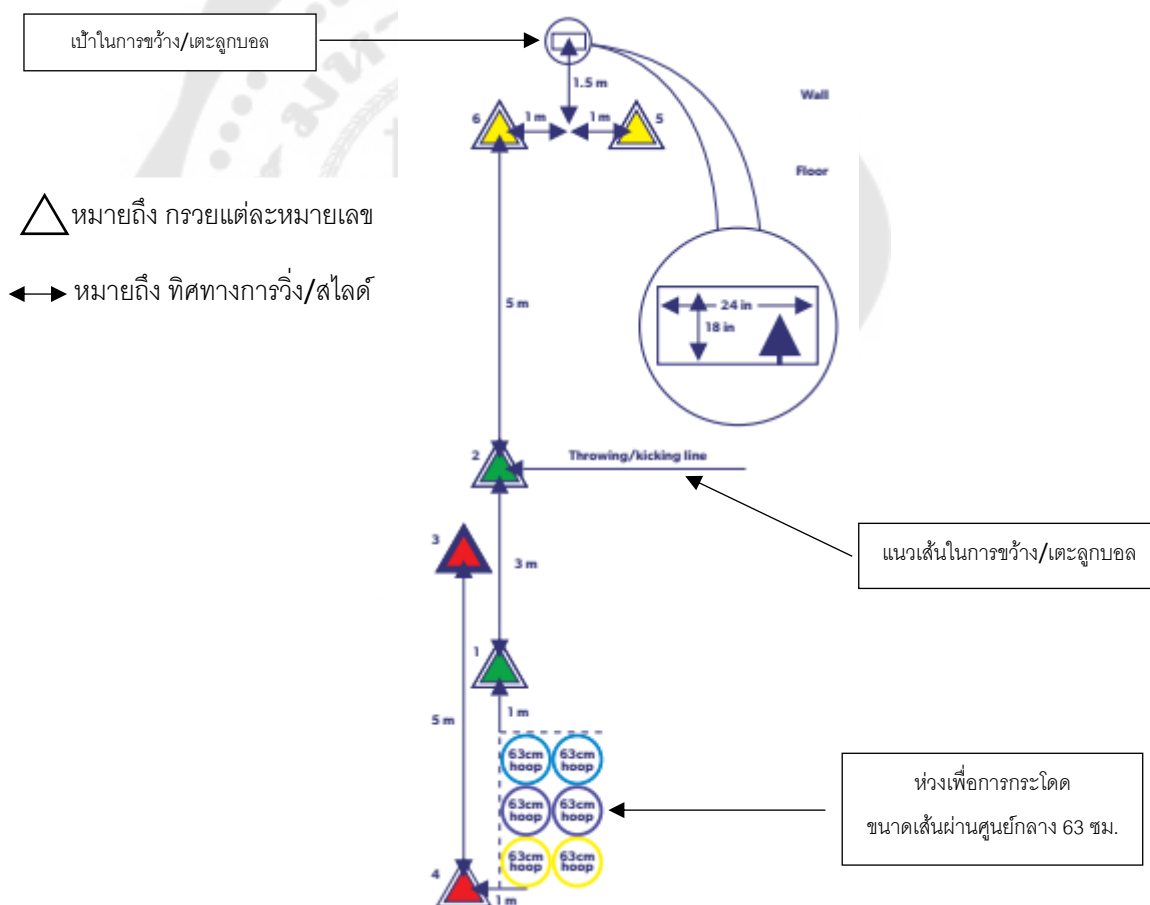 เป้าในการขว้าง/เตะลูกบอล
1.5 m
Wall
6
1 m
1 m
5
Floor
หมายถึง กรวยแต่ละหมายเลข
หมายถึง ทิศทางการวิ่ง/สไลด์
5 m
24 in
18 in
2
Throwing/kicking line
3
3 m
แนวเส้นในการขว้าง/เตะลูกบอล
1
1 m
5 m
63cm hoop
63cm hoop
63cm hoop
63cm hoop
63cm hoop
63cm hoop
ห่วงเพื่อการกระโดด
ขนาดเส้นผ่านศูนย์กลาง 63 ซม.
4
1 m